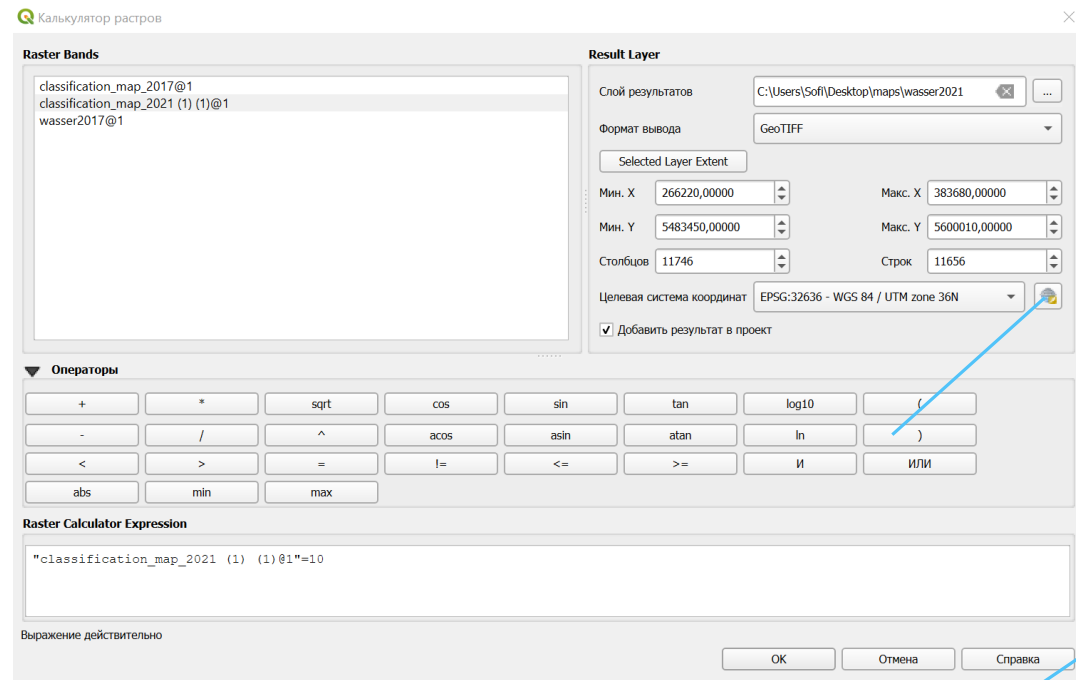 Калькулятор растров
Raster Bands
classification_map_2017@1
classification_map_2021 (1) (1)@1
wasser2017@1
Result Layer
Слой результатов C:\Users\Sofi\Desktop\maps\wasser2021 ...
Формат вывода GeoTIFF
Selected Layer Extent
Мин. X 266220,00000 Макс. X 383680,00000
Мин. Y 5483450,00000 Макс. Y 5600010,00000
Столбцов 11746 Строк 11656
Целевая система координат EPSG:32636 - WGS 84 / UTM zone 36N
Добавить результат в проект
Операторы
+ * sqrt cos sin tan log10 (
- / ^ acos asin atan ln )
< > = != <= >= И ИЛИ
abs min max
Raster Calculator Expression
"classification_map_2021 (1) (1)@1"=10
Выражение действительно
OK Отмена Справка